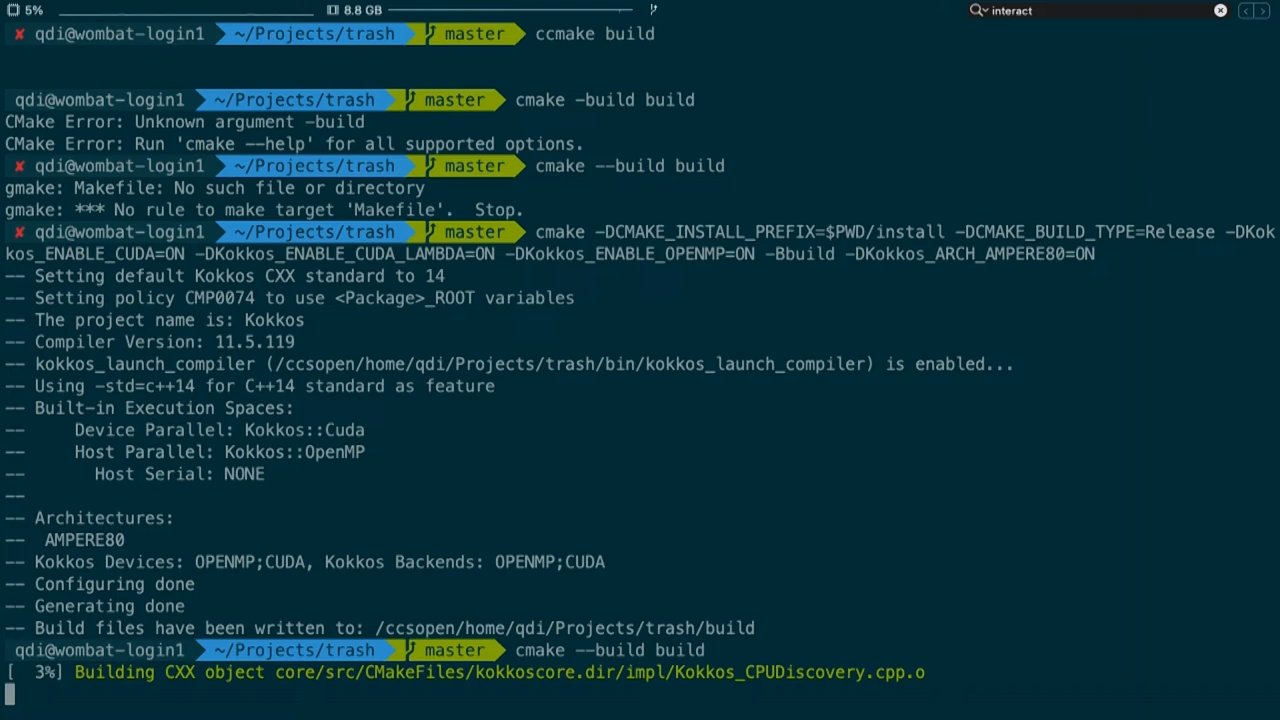 5% 8.8 GB interact
✘ qdi@wombat-login1 ~/Projects/trash master ccmake build
qdi@wombat-login1 ~/Projects/trash master cmake -build build
CMake Error: Unknown argument -build
CMake Error: Run 'cmake --help' for all supported options.
✘ qdi@wombat-login1 ~/Projects/trash master cmake --build build
gmake: Makefile: No such file or directory
gmake: *** No rule to make target 'Makefile'.  Stop.
✘ qdi@wombat-login1 ~/Projects/trash master cmake -DCMAKE_INSTALL_PREFIX=$PWD/install -DCMAKE_BUILD_TYPE=Release -DKok
kos_ENABLE_CUDA=ON -DKokkos_ENABLE_CUDA_LAMBDA=ON -DKokkos_ENABLE_OPENMP=ON -Bbuild -DKokkos_ARCH_AMPERE80=ON
-- Setting default Kokkos CXX standard to 14
-- Setting policy CMP0074 to use <Package>_ROOT variables
-- The project name is: Kokkos
-- Compiler Version: 11.5.119
-- kokkos_launch_compiler (/ccsopen/home/qdi/Projects/trash/bin/kokkos_launch_compiler) is enabled...
-- Using -std=c++14 for C++14 standard as feature
-- Built-in Execution Spaces:
--     Device Parallel: Kokkos::Cuda
--     Host Parallel: Kokkos::OpenMP
--       Host Serial: NONE
--
-- Architectures:
--  AMPERE80
-- Kokkos Devices: OPENMP;CUDA, Kokkos Backends: OPENMP;CUDA
-- Configuring done
-- Generating done
-- Build files have been written to: /ccsopen/home/qdi/Projects/trash/build
qdi@wombat-login1 ~/Projects/trash master cmake --build build
[  3%] Building CXX object core/src/CMakeFiles/kokkoscore.dir/impl/Kokkos_CPUDiscovery.cpp.o